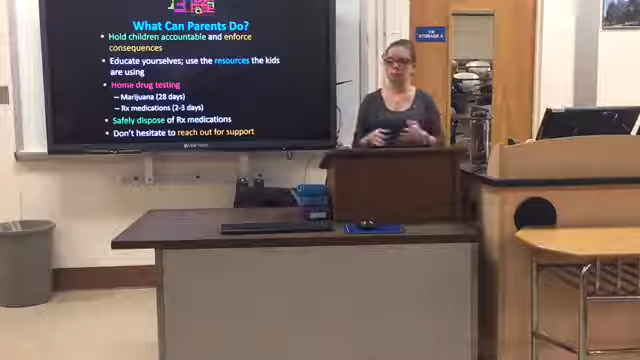 What Can Parents Do?
• Hold children accountable and enforce
consequences
• Educate yourselves; use the resources the kids
are using
• Home drug testing
– Marijuana (28 days)
– Rx medications (2-3 days)
• Safely dispose of Rx medications
• Don't hesitate to reach out for support
STORAGE A